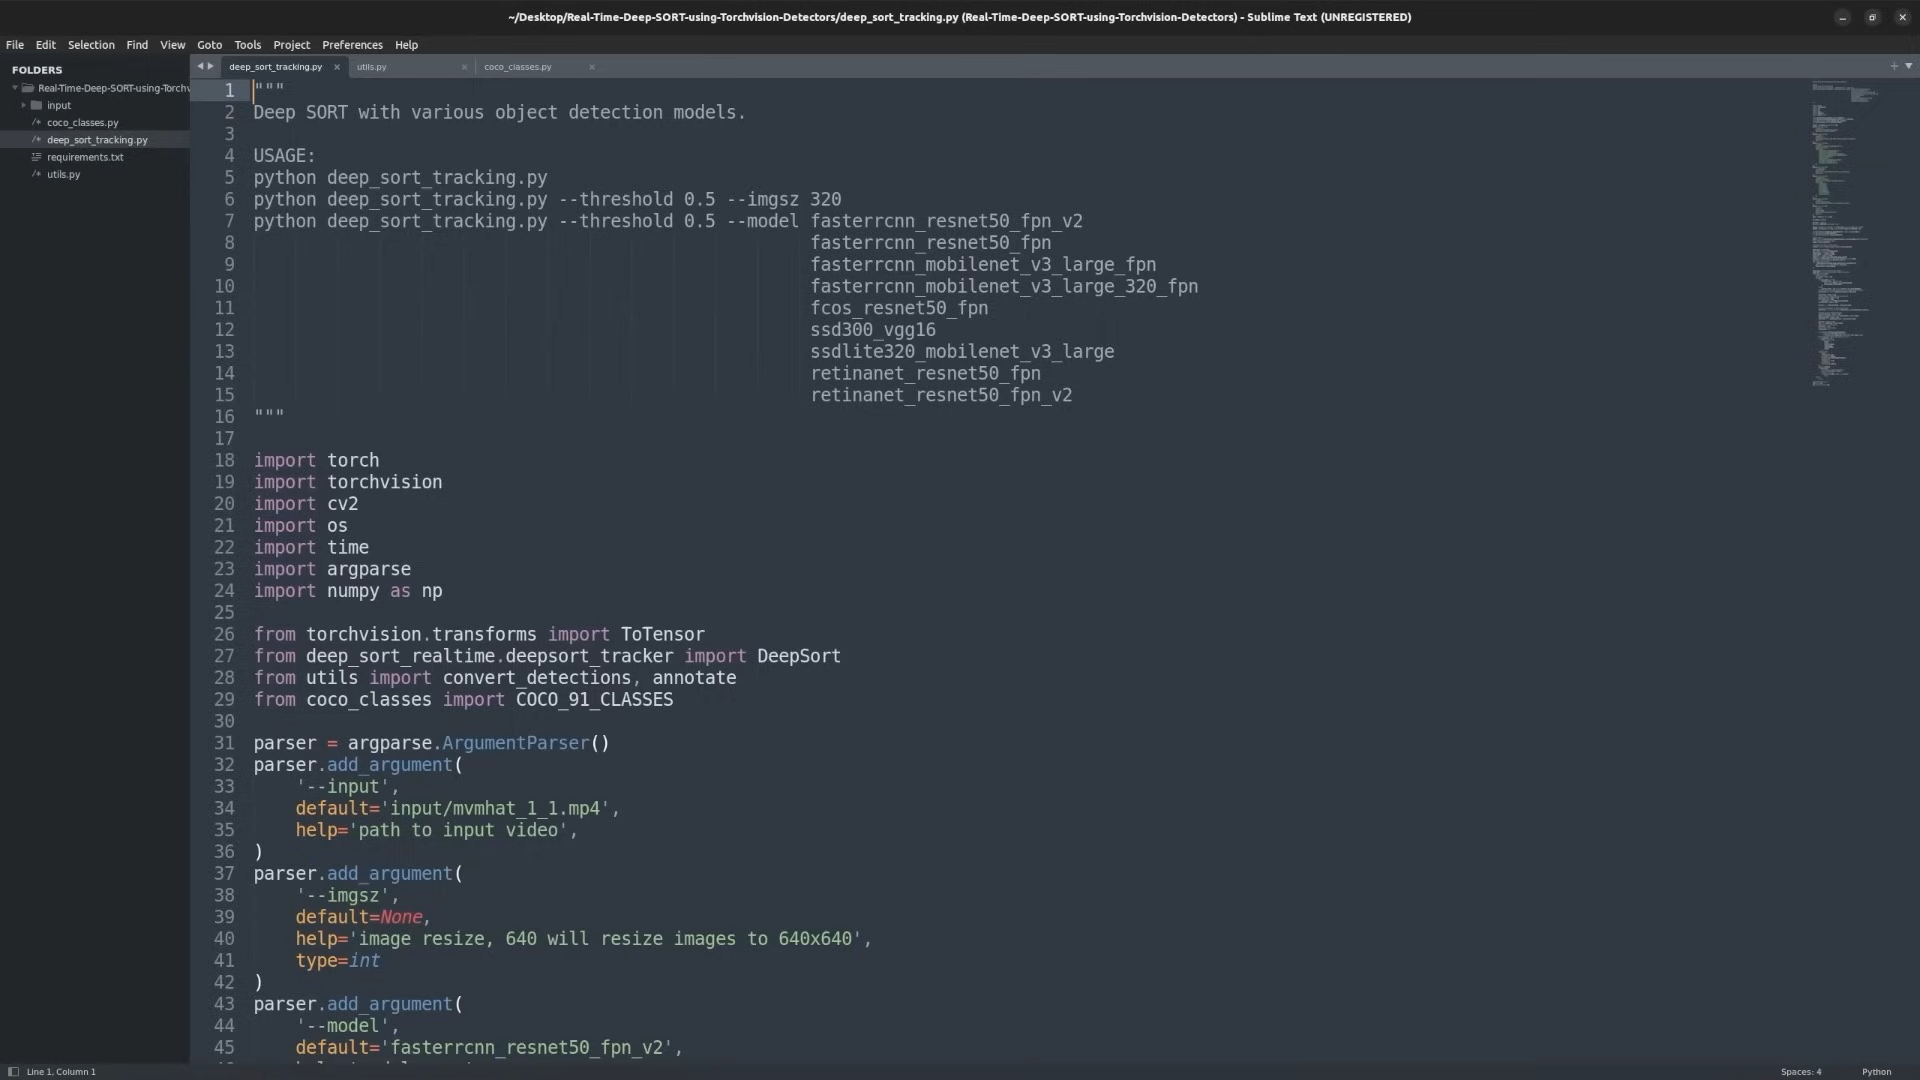 ~/Desktop/Real-Time-Deep-SORT-using-Torchvision-Detectors/deep_sort_tracking.py (Real-Time-Deep-SORT-using-Torchvision-Detectors) - Sublime Text (UNREGISTERED)
File Edit Selection Find View Goto Tools Project Preferences Help
FOLDERS
Real-Time-Deep-SORT-using-Torchv
input
coco_classes.py
deep_sort_tracking.py
requirements.txt
utils.py
deep_sort_tracking.py utils.py coco_classes.py
1 """
2 Deep SORT with various object detection models.
3
4 USAGE:
5 python deep_sort_tracking.py
6 python deep_sort_tracking.py --threshold 0.5 --imgsz 320
7 python deep_sort_tracking.py --threshold 0.5 --model fasterrcnn_resnet50_fpn_v2
8 fasterrcnn_resnet50_fpn
9 fasterrcnn_mobilenet_v3_large_fpn
10 fasterrcnn_mobilenet_v3_large_320_fpn
11 fcos_resnet50_fpn
12 ssd300_vgg16
13 ssdlite320_mobilenet_v3_large
14 retinanet_resnet50_fpn
15 retinanet_resnet50_fpn_v2
16 """
17
18 import torch
19 import torchvision
20 import cv2
21 import os
22 import time
23 import argparse
24 import numpy as np
25
26 from torchvision.transforms import ToTensor
27 from deep_sort_realtime.deepsort_tracker import DeepSort
28 from utils import convert_detections, annotate
29 from coco_classes import COCO_91_CLASSES
30
31 parser = argparse.ArgumentParser()
32 parser.add_argument(
33 '--input',
34 default='input/mvmhat_1_1.mp4',
35 help='path to input video',
36 )
37 parser.add_argument(
38 '--imgsz',
39 default=None,
40 help='image resize, 640 will resize images to 640x640',
41 type=int
42 )
43 parser.add_argument(
44 '--model',
45 default='fasterrcnn_resnet50_fpn_v2',
Line 1, Column 1 Spaces: 4 Python